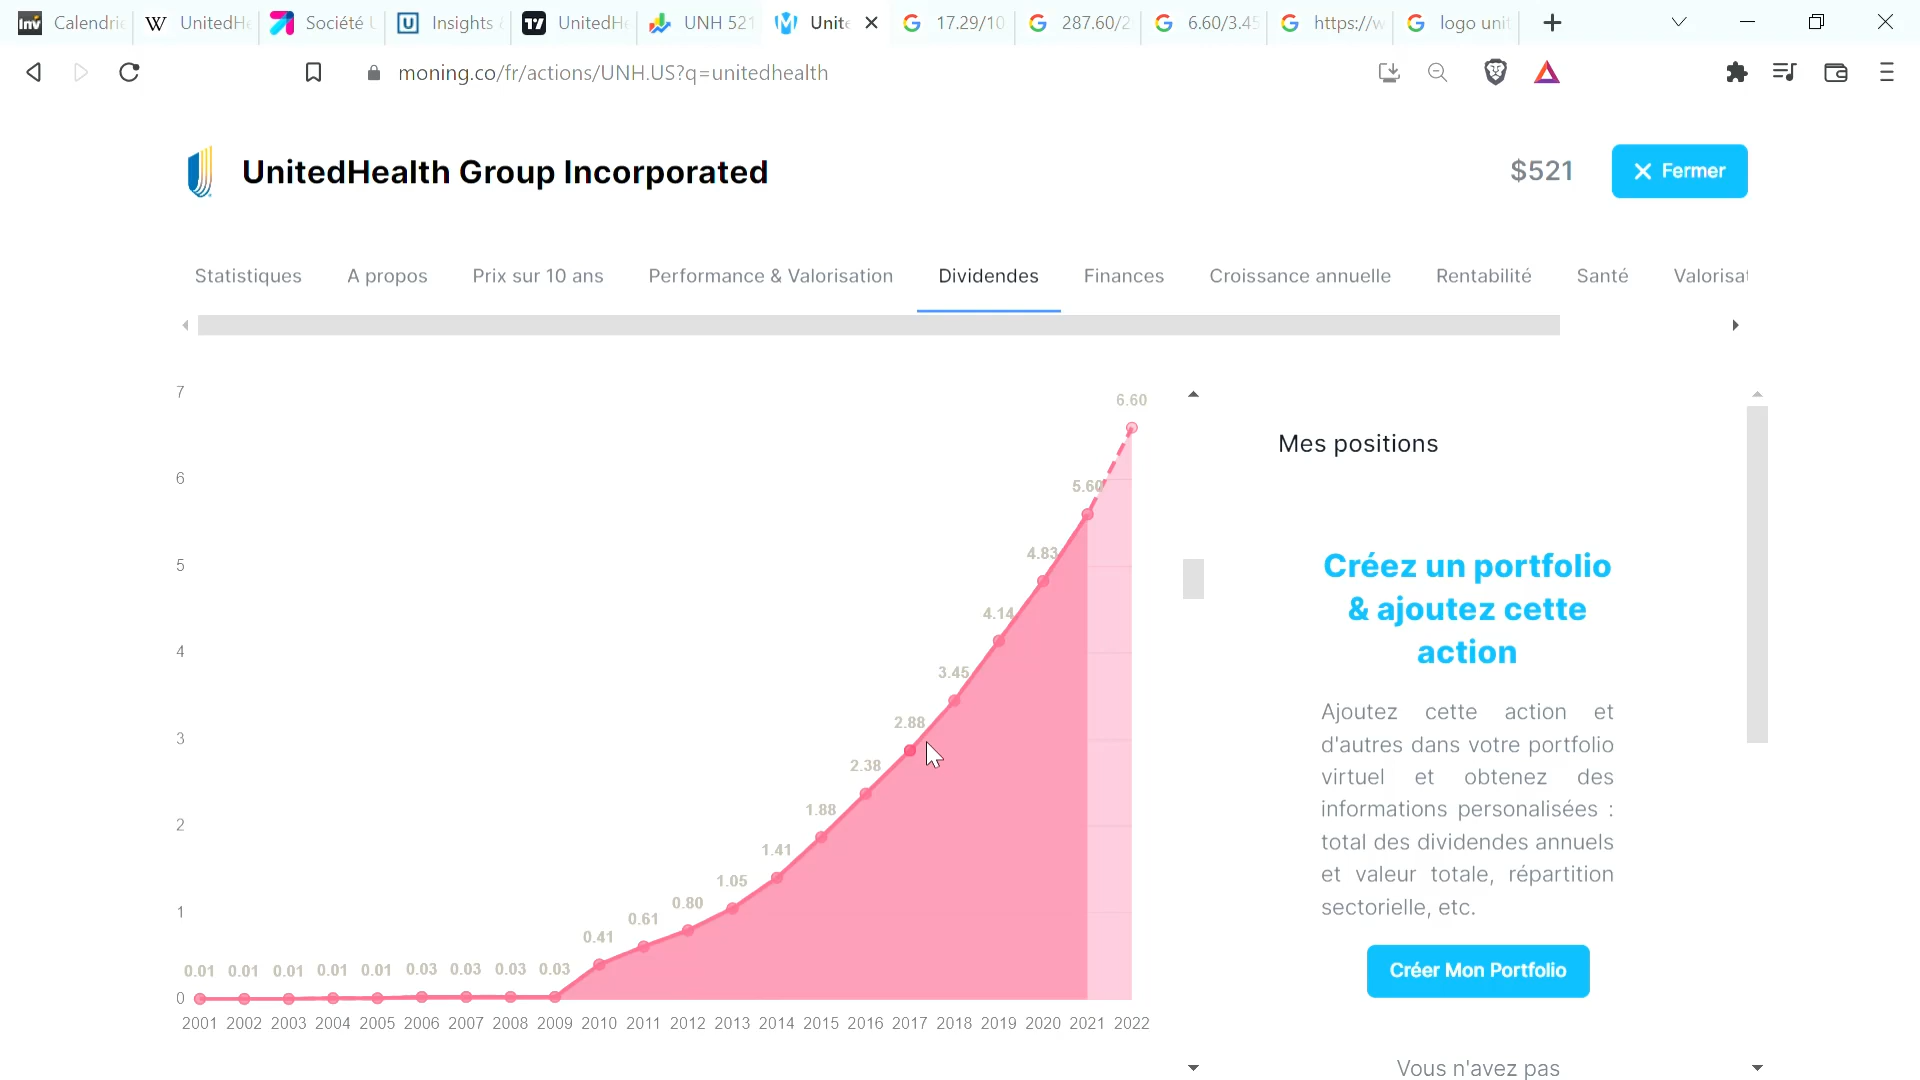 Calendrie
UnitedHe
Société U
Insights &
UnitedHe
UNH 521
Unite
17.29/10
287.60/2
6.60/3.45
https://w
logo unit
moning.co/fr/actions/UNH.US?q=unitedhealth
UnitedHealth Group Incorporated
$521
Fermer
Statistiques A propos Prix sur 10 ans Performance & Valorisation Dividendes Finances Croissance annuelle Rentabilité Santé Valorisat
7
6
5
4
3
2
1
0
0.01 0.01 0.01 0.01 0.01 0.03 0.03 0.03 0.03 0.41 0.61 0.80 1.05 1.41 1.88 2.38 2.88 3.45 4.14 4.83 5.60 6.60
2001 2002 2003 2004 2005 2006 2007 2008 2009 2010 2011 2012 2013 2014 2015 2016 2017 2018 2019 2020 2021 2022
Mes positions
Créez un portfolio
& ajoutez cette
action
Ajoutez cette action et
d'autres dans votre portfolio
virtuel et obtenez des
informations personalisées :
total des dividendes annuels
et valeur totale, répartition
sectorielle, etc.
Créer Mon Portfolio
Vous n'avez pas